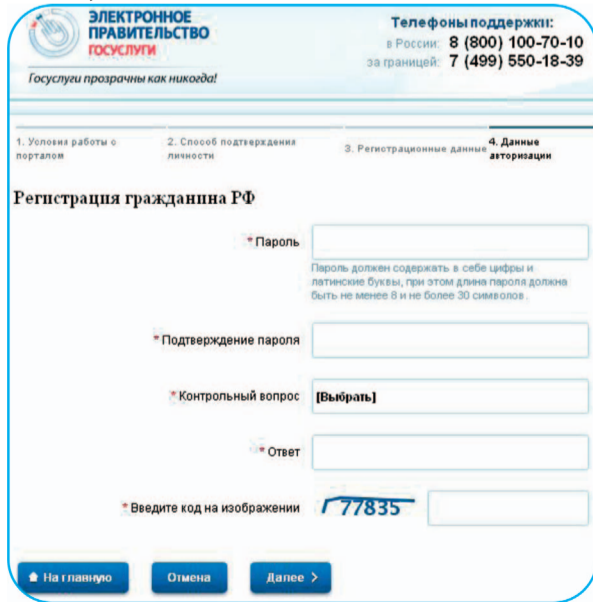 ЭЛЕКТРОННОЕ
ПРАВИТЕЛЬСТВО
ГОСУСЛУГИ
Госуслуги прозрачны как никогда!
Телефоны поддержки:
в России: 8 (800) 100-70-10
за границей: 7 (499) 550-18-39
1. Условия работы с
порталом
2. Способ подтверждения
личности
3. Регистрационные данные
4. Данные
авторизации
Регистрация гражданина РФ
* Пароль
Пароль должен содержать в себе цифры и
латинские буквы, при этом длина пароля должна
быть не менее 8 и не более 30 символов.
* Подтверждение пароля
* Контрольный вопрос [Выбрать]
* Ответ
* Введите код на изображении 77835
На главную Отмена Далее >